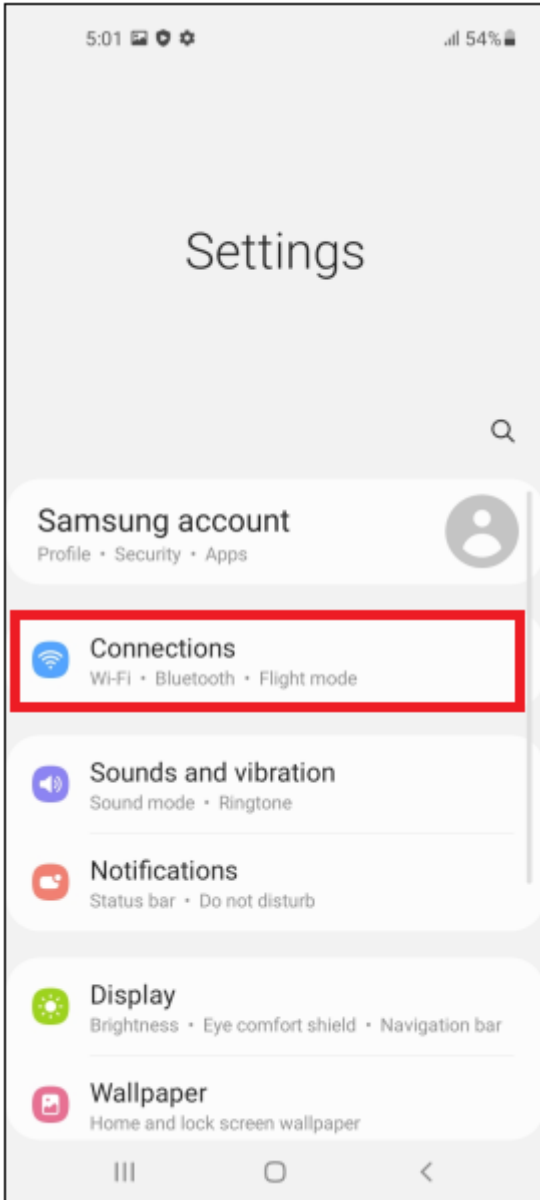 5:01 54%
Settings
Samsung account
Profile • Security • Apps
Connections
Wi-Fi • Bluetooth • Flight mode
Sounds and vibration
Sound mode • Ringtone
Notifications
Status bar • Do not disturb
Display
Brightness • Eye comfort shield • Navigation bar
Wallpaper
Home and lock screen wallpaper